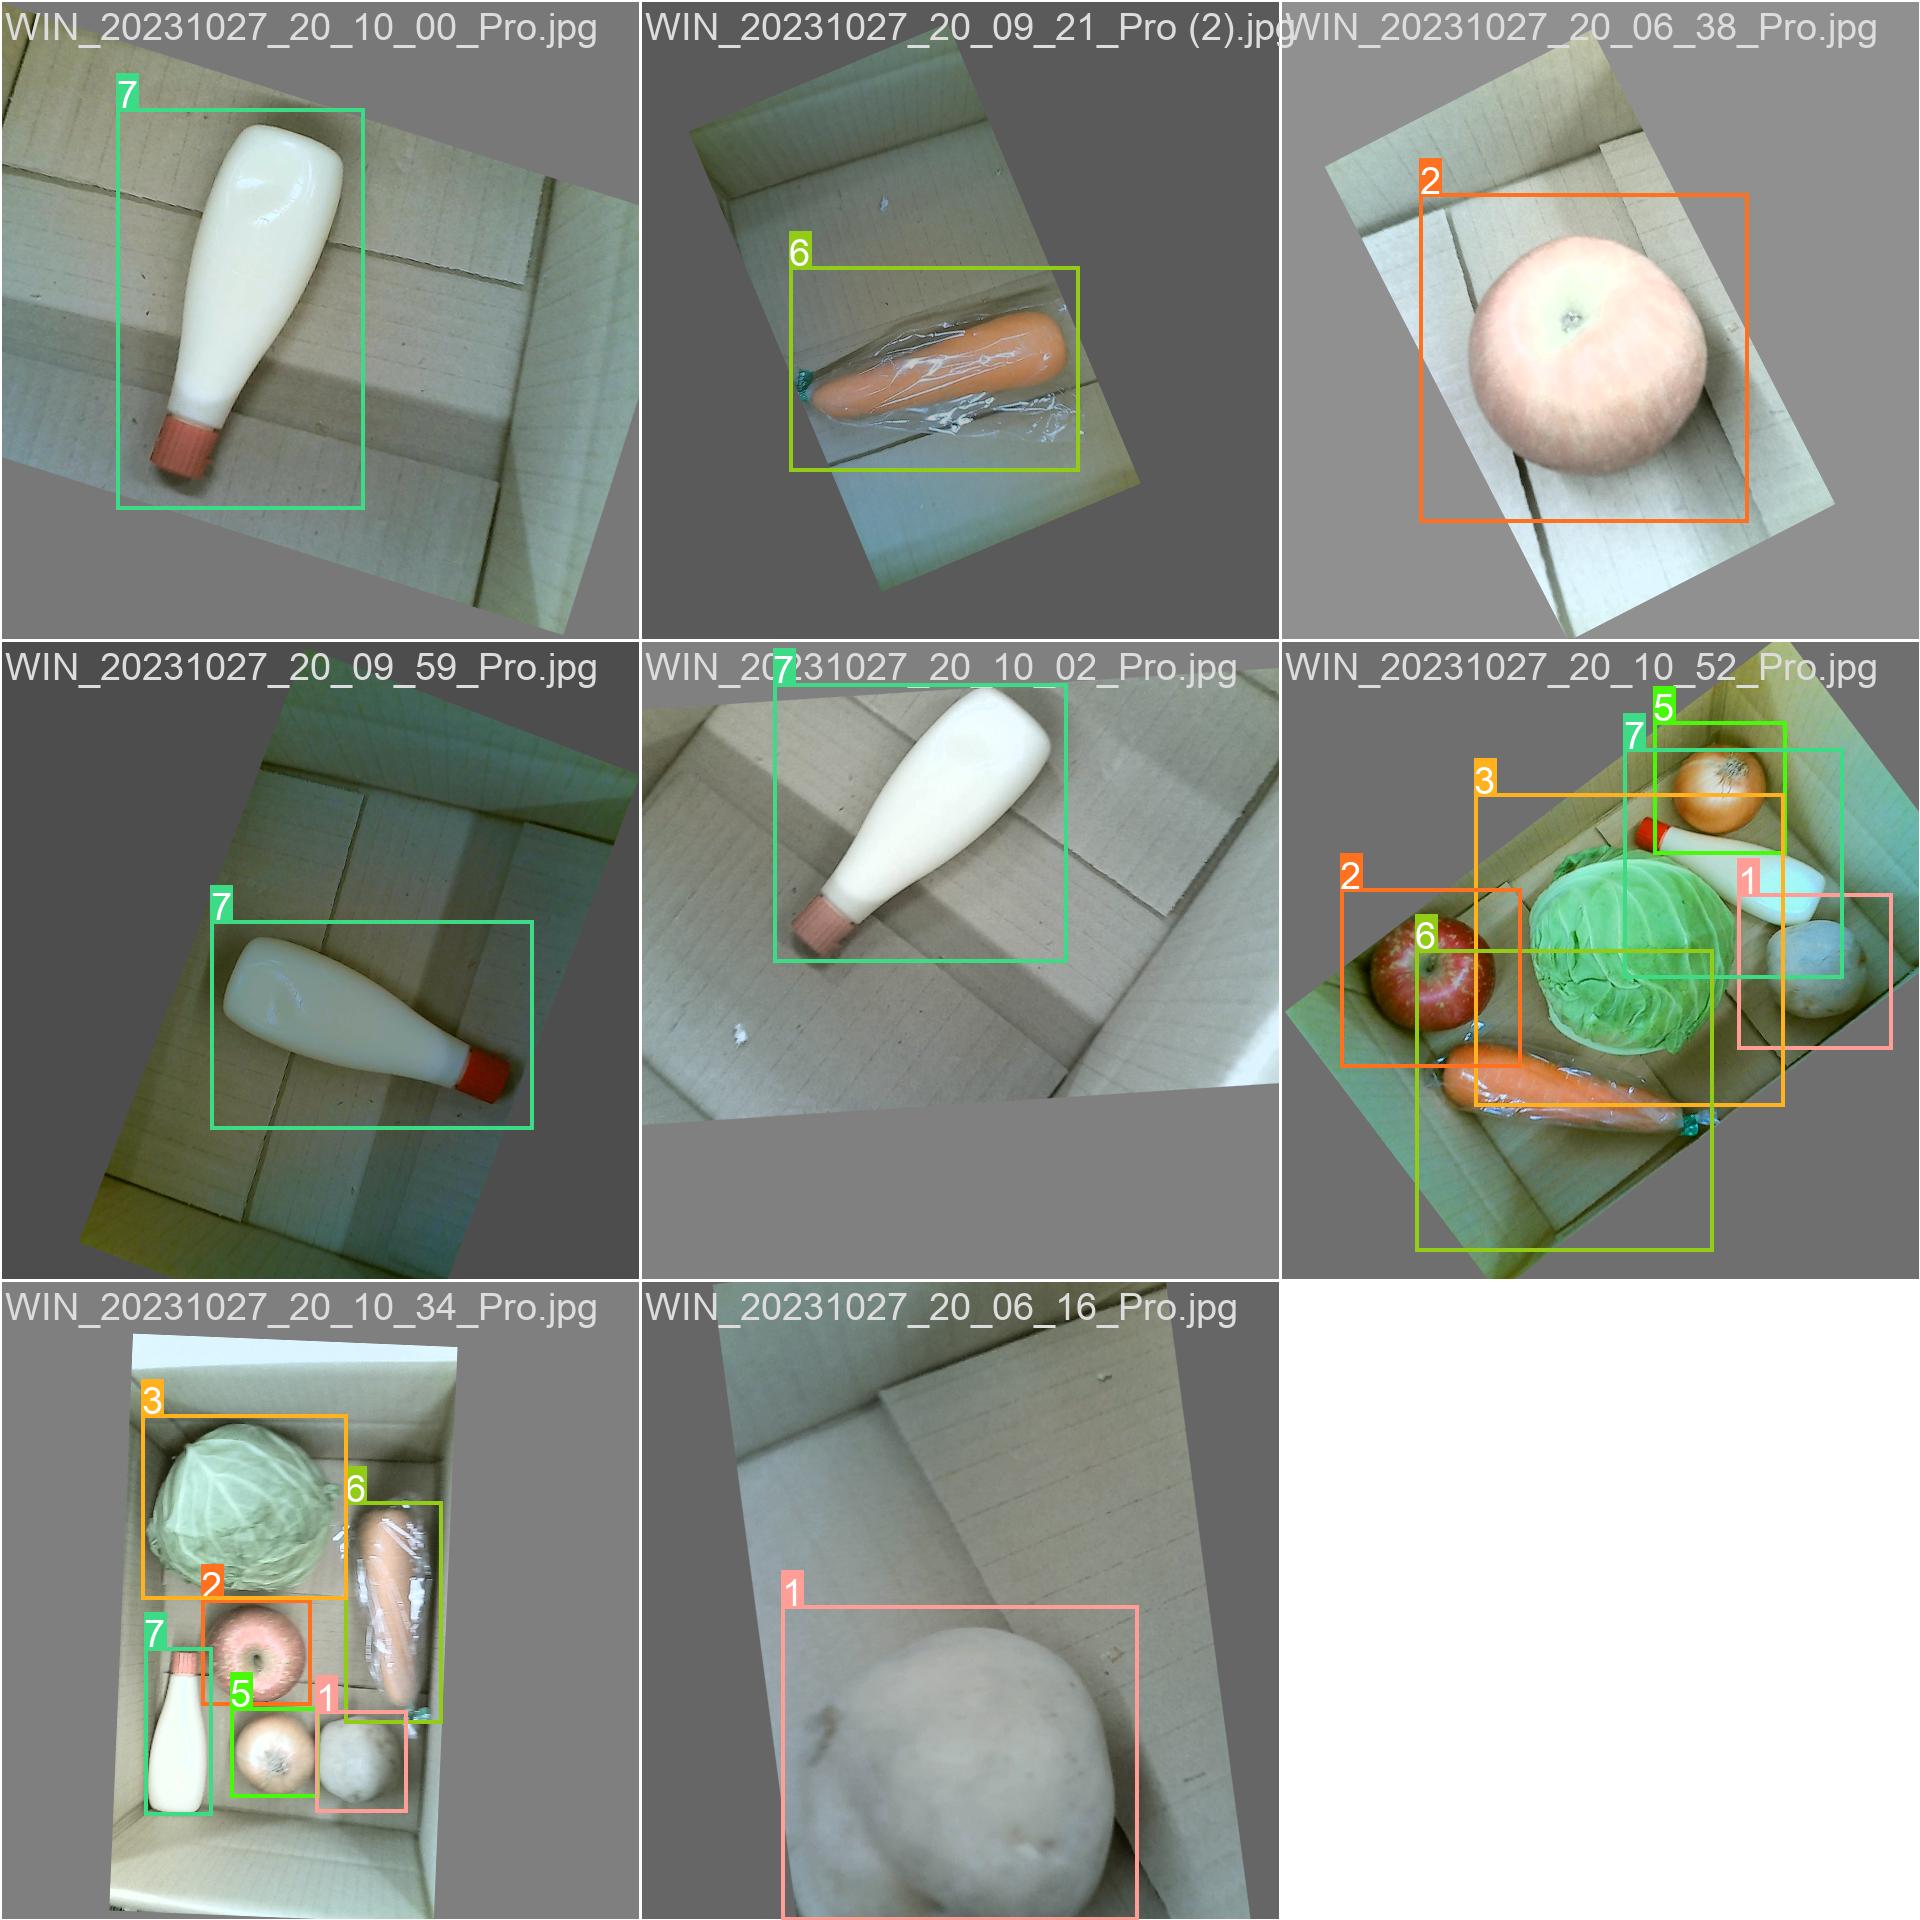 WIN_20231027_20_10_00_Pro.jpg
7
WIN_20231027_20_09_21_Pro (2).jpg
6
WIN_20231027_20_06_38_Pro.jpg
2
WIN_20231027_20_09_59_Pro.jpg
7
WIN_20231027_20_10_02_Pro.jpg
7
WIN_20231027_20_10_52_Pro.jpg
5
7
3
2
1
6
WIN_20231027_20_10_34_Pro.jpg
3
6
2
7
5
1
WIN_20231027_20_06_16_Pro.jpg
1